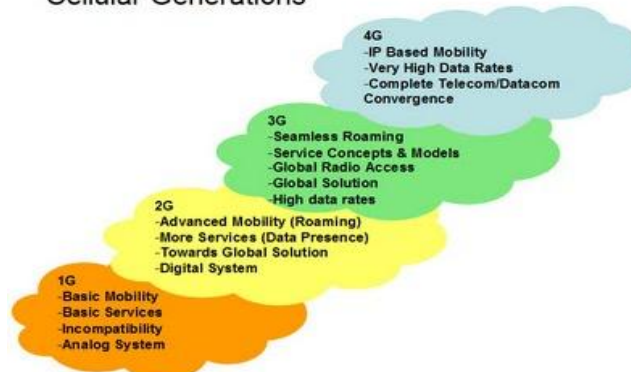 Cellular Generations
4G
-IP Based Mobility
-Very High Data Rates
-Complete Telecom/Datacom
Convergence
3G
-Seamless Roaming
-Service Concepts & Models
-Global Radio Access
-Global Solution
-High data rates
2G
-Advanced Mobility (Roaming)
-More Services (Data Presence)
-Towards Global Solution
-Digital System
1G
-Basic Mobility
-Basic Services
-Incompatibility
-Analog System